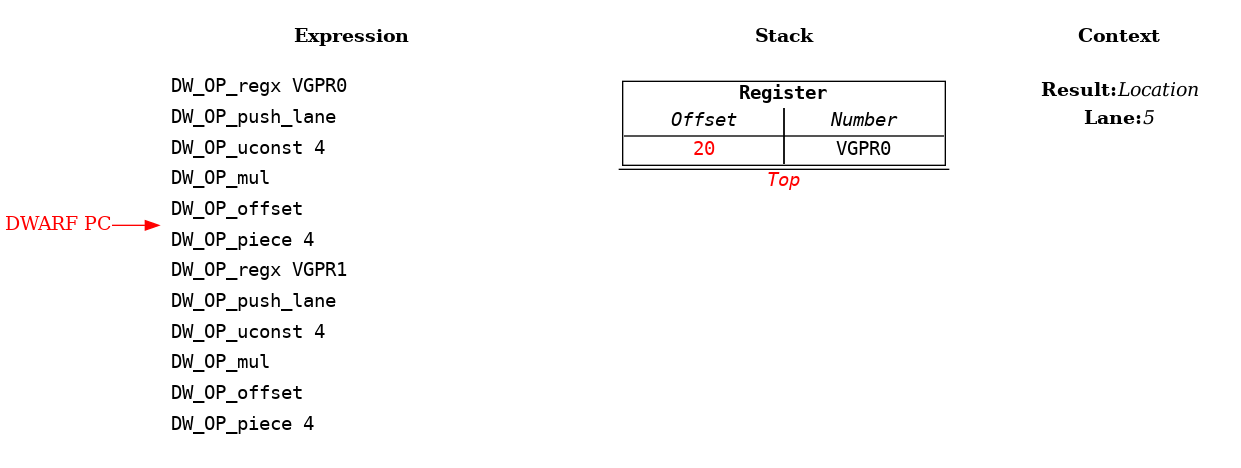 Expression
Stack
Context
DW_OP_regx VGPR0
DW_OP_push_lane
DW_OP_uconst 4
DW_OP_mul
DW_OP_offset
DWARF PC
DW_OP_piece 4
DW_OP_regx VGPR1
DW_OP_push_lane
DW_OP_uconst 4
DW_OP_mul
DW_OP_offset
DW_OP_piece 4
Register
Offset Number
20 VGPR0
Top
Result:Location
Lane:5